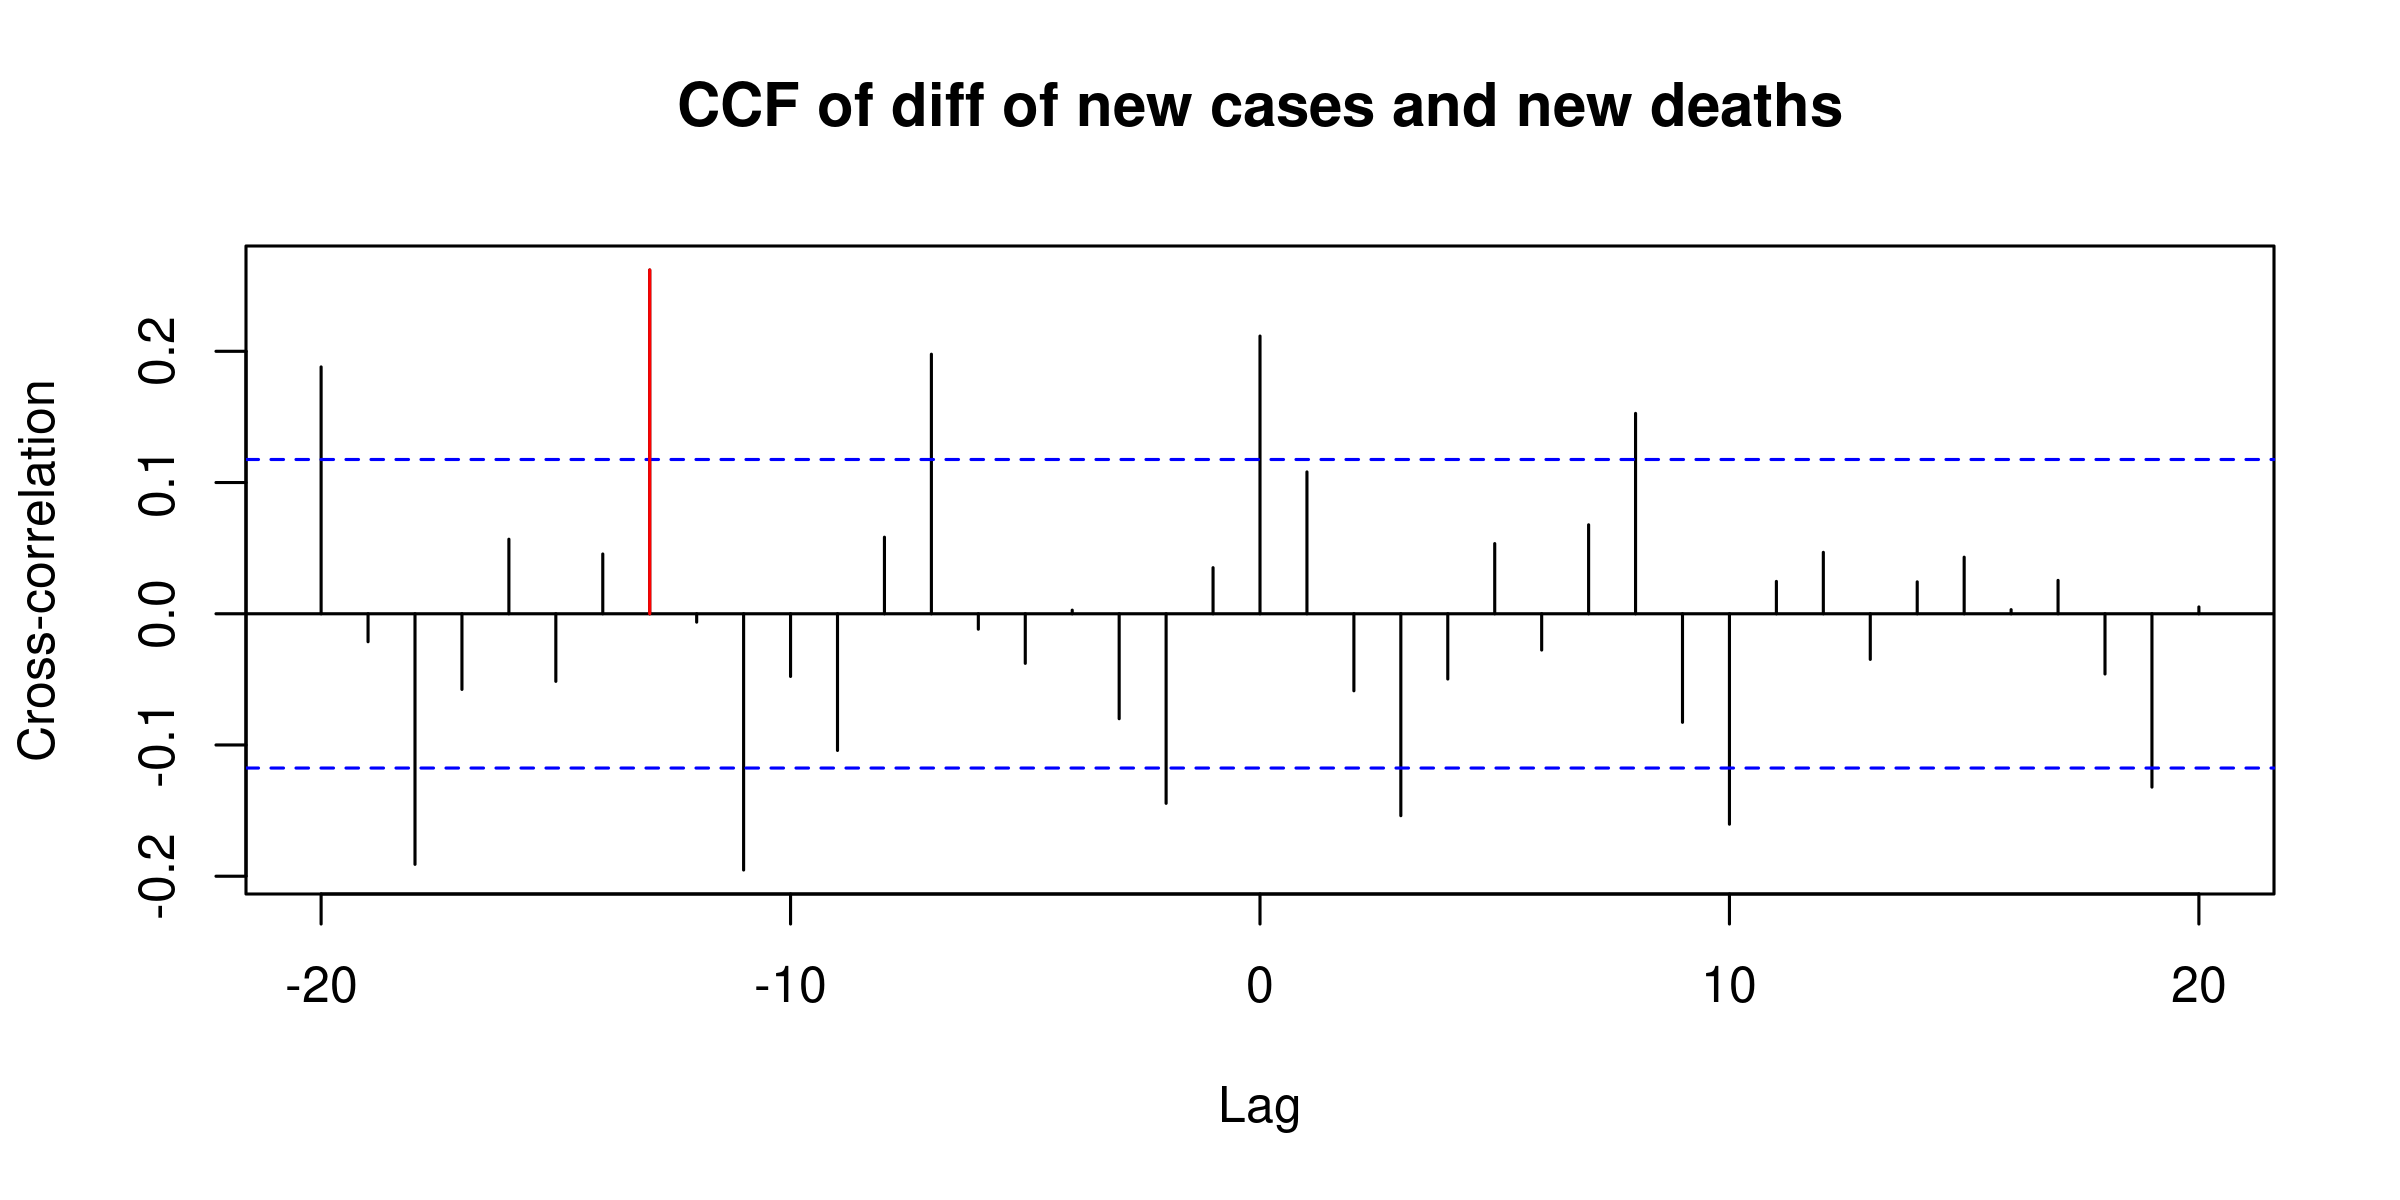 CCF of diff of new cases and new deaths
Cross-correlation
0.2
0.1
0.0
-0.1
-0.2
-20 -10 0 10 20
Lag